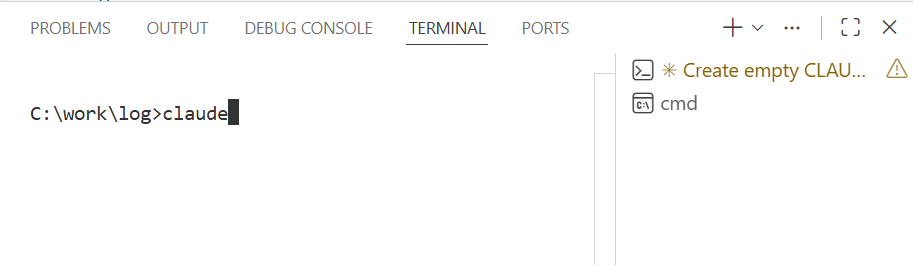 PROBLEMS OUTPUT DEBUG CONSOLE TERMINAL PORTS
✳ Create empty CLAU...
C:\work\log>claude
cmd